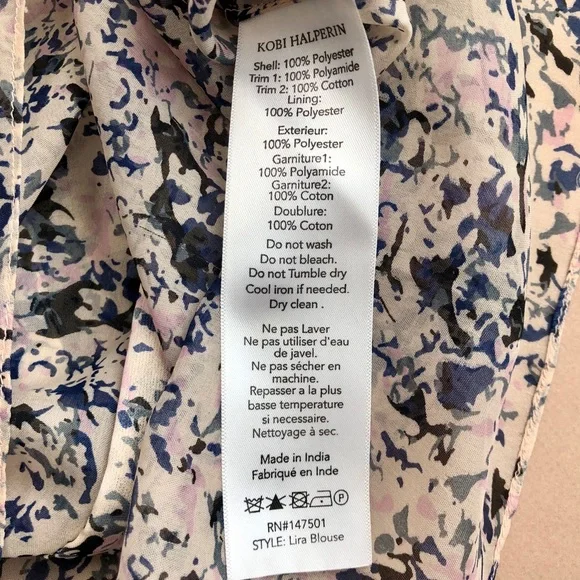 KOBI HALPERIN
Shell: 100% Polyester
Trim 1: 100% Polyamide
Trim 2: 100% Cotton
Lining:
100% Polyester
Exterieur:
100% Polyester
Garniture1:
100% Polyamide
Garniture2:
100% Coton
Doublure:
100% Coton
Do not wash
Do not bleach.
Do not Tumble dry
Cool iron if needed.
Dry clean .
Ne pas Laver
Ne pas utiliser d'eau
de javel.
Ne pas sécher en
machine.
Repasser a la plus
basse temperature
si necessaire.
Nettoyage à sec.
Made in India
Fabriqué en Inde
P
RN#147501
STYLE: Lira Blouse